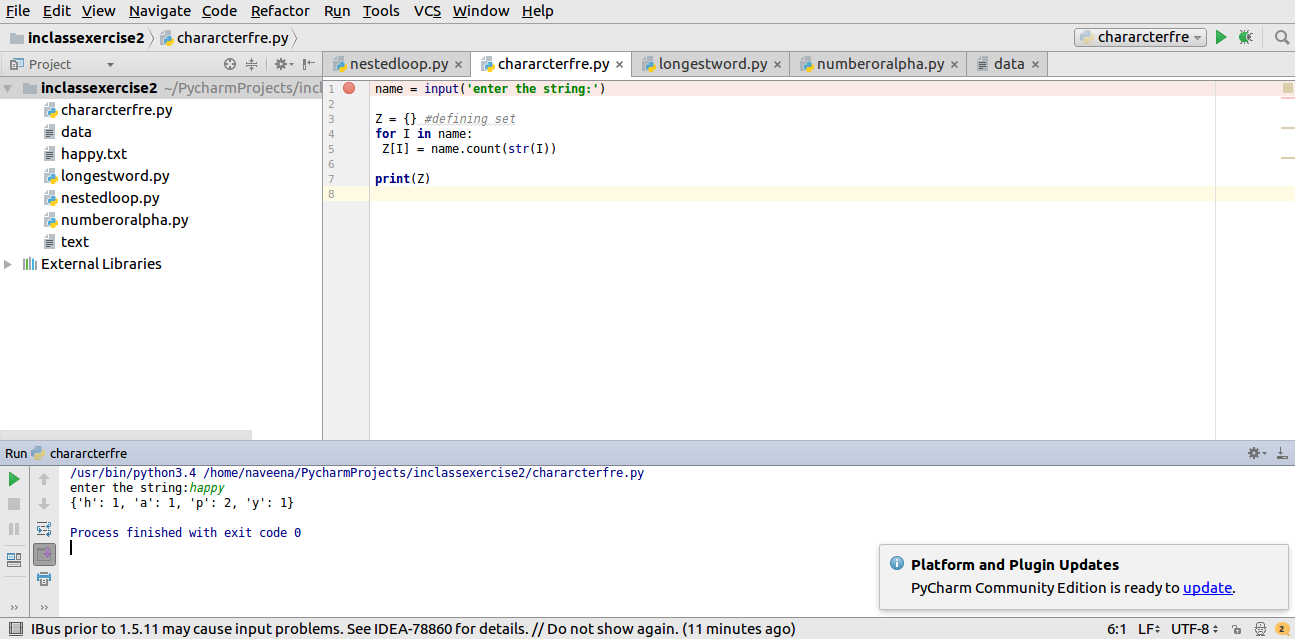 File Edit View Navigate Code Refactor Run Tools VCS Window Help
inclassexercise2 chararcterfre.py chararcterfre
Project nestedloop.py chararcterfre.py longestword.py numberoralpha.py data
inclassexercise2 ~/PycharmProjects/incl
chararcterfre.py
data
happy.txt
longestword.py
nestedloop.py
numberoralpha.py
text
External Libraries
1 name = input('enter the string:')
2
3 Z = {} #defining set
4 for I in name:
5 Z[I] = name.count(str(I))
6
7 print(Z)
8
Run chararcterfre
/usr/bin/python3.4 /home/naveena/PycharmProjects/inclassexercise2/chararcterfre.py
enter the string:happy
{'h': 1, 'a': 1, 'p': 2, 'y': 1}
Process finished with exit code 0
Platform and Plugin Updates
PyCharm Community Edition is ready to update.
IBus prior to 1.5.11 may cause input problems. See IDEA-78860 for details. // Do not show again. (11 minutes ago) 6:1 LF UTF-8 2